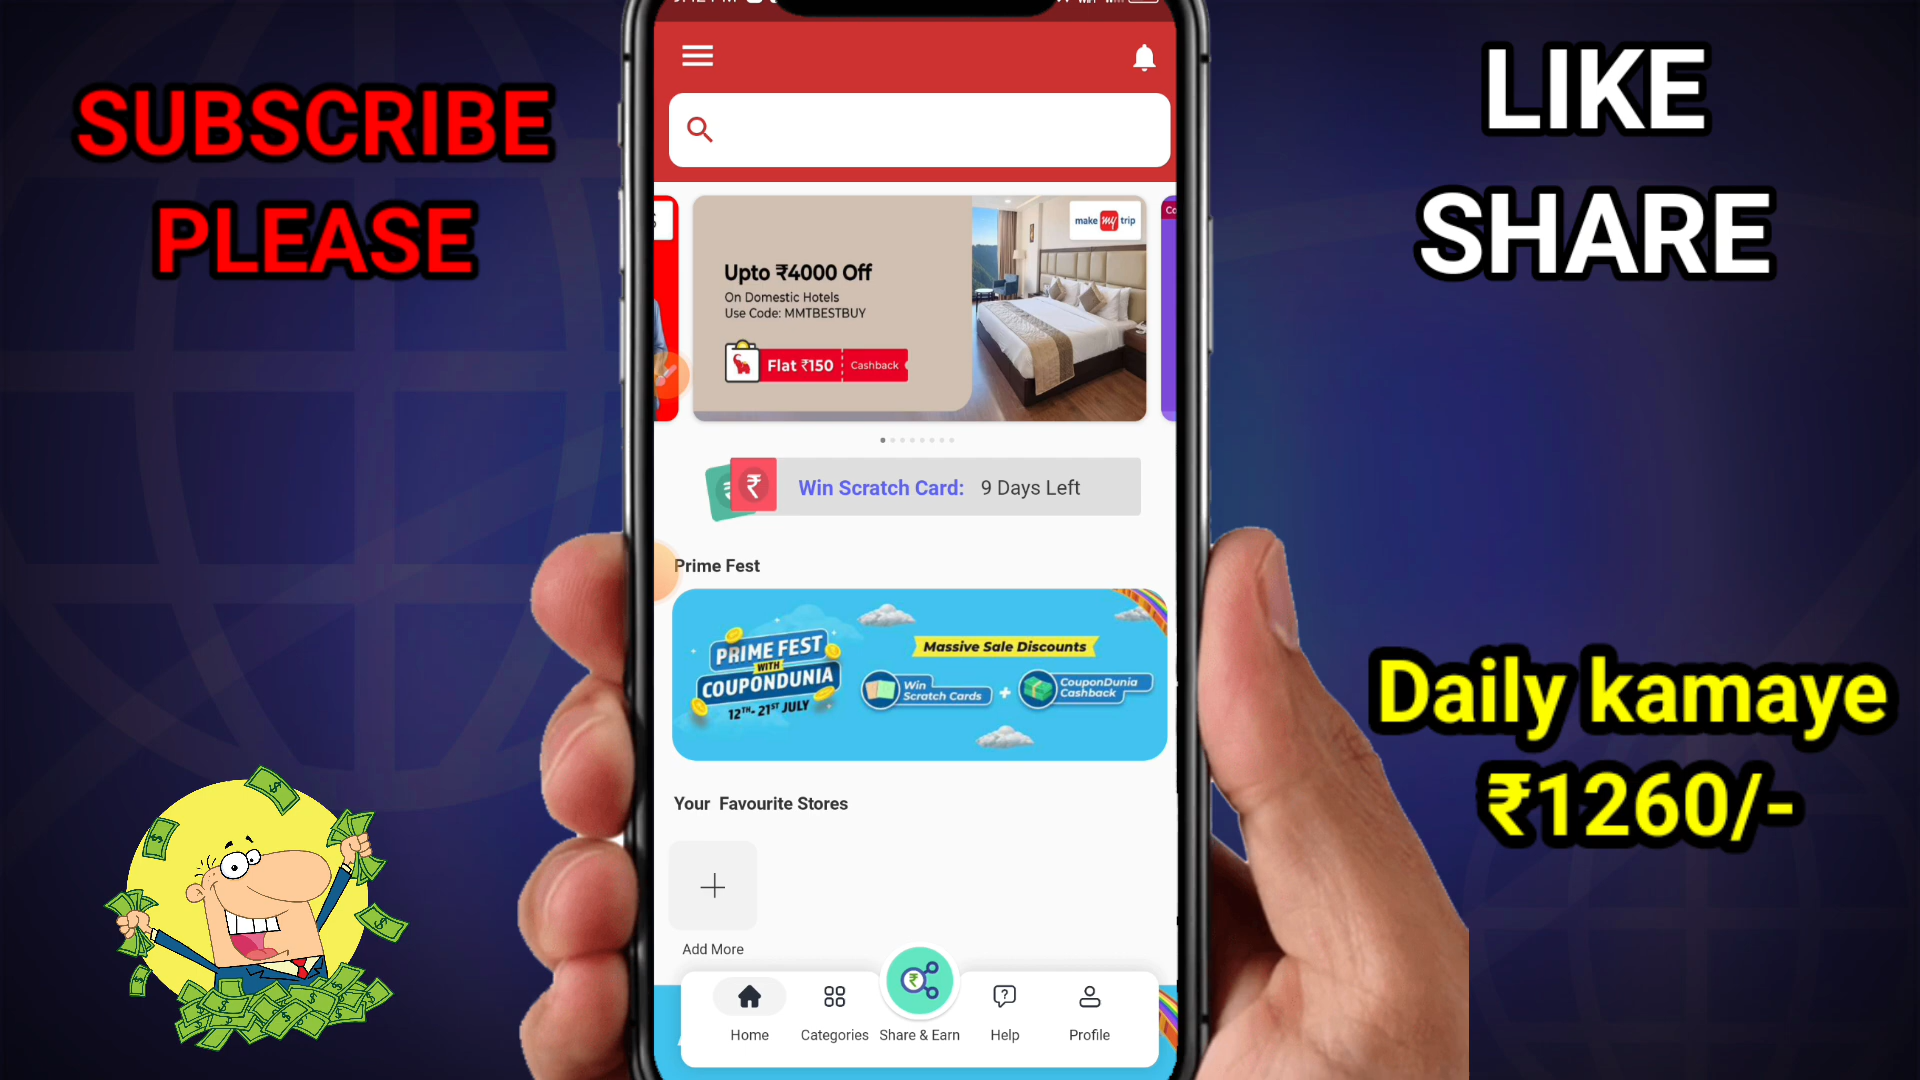 SUBSCRIBE
PLEASE
LIKE
SHARE
make my trip
Upto ₹4000 Off
On Domestic Hotels
Use Code: MMTBESTBUY
Flat ₹150 Cashback
Win Scratch Card: 9 Days Left
Prime Fest
PRIME FEST
WITH
COUPONDUNIA
12TH- 21ST JULY
Massive Sale Discounts
Win
Scratch Cards
+
CouponDunia
Cashback
Daily kamaye
₹1260/-
Your Favourite Stores
Add More
Home
Categories
Share & Earn
Help
Profile